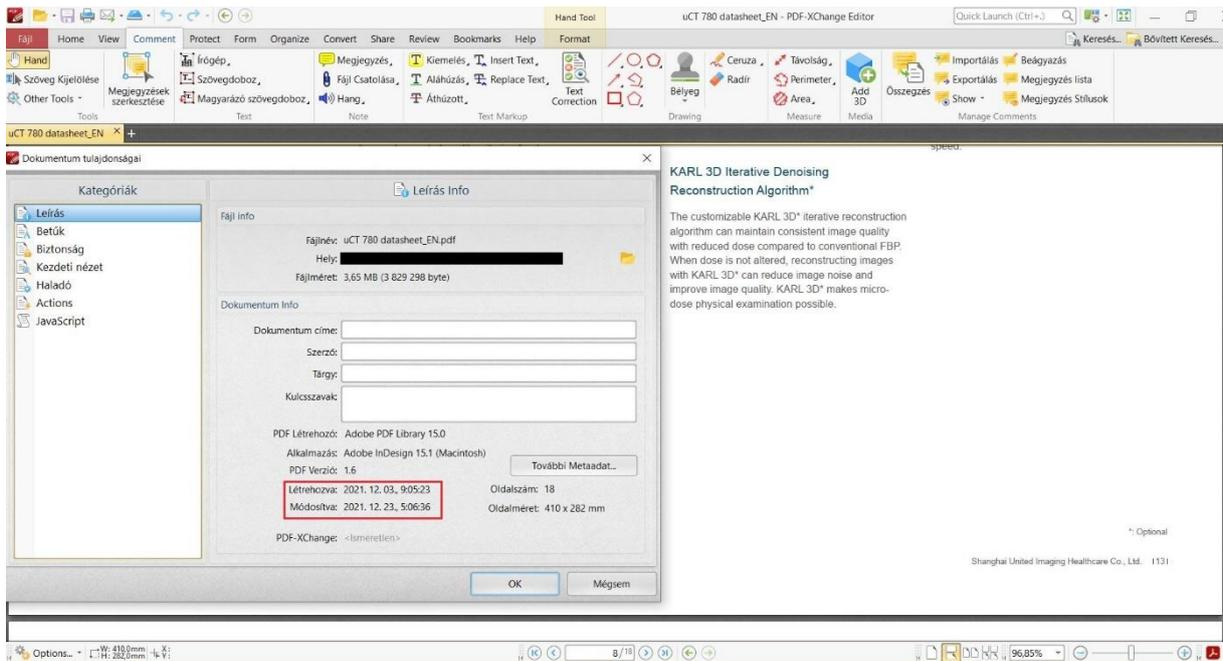 Hand Tool
uCT 780 datasheet_EN - PDF-XChange Editor
Quick Launch (Ctrl+.)
Fájl Home View Comment Protect Form Organize Convert Share Review Bookmarks Help Format
Keresés... Bővített Keresés...
Hand
Szöveg Kijelölése
Other Tools
Megjegyzések szerkesztése
Tools
Írógép
Szövegdoboz
Magyarázó szövegdoboz
Text
Megjegyzés
Fájl Csatolása
Hang
Note
Kiemelés Insert Text
Aláhúzás Replace Text
Áthúzott
Text Markup
Text Correction
Ceruza
Radír
Bélyeg
Drawing
Távolság
Perimeter
Area
Measure
Add 3D
Media
Összegzés
Importálás Beágyazás
Exportálás Megjegyzés lista
Show Megjegyzés Stílusok
Manage Comments
uCT 780 datasheet_EN
Dokumentum tulajdonságai
Kategóriák
Leírás
Betűk
Biztonság
Kezdeti nézet
Haladó
Actions
JavaScript
Leírás Info
Fájl info
Fájlnév: uCT 780 datasheet_EN.pdf
Hely:
Fájlméret: 3,65 MB (3 829 298 byte)
Dokumentum Info
Dokumentum címe:
Szerző:
Tárgy:
Kulcsszavak:
PDF Létrehozó: Adobe PDF Library 15.0
Alkalmazás: Adobe InDesign 15.1 (Macintosh)
PDF Verzió: 1.6
További Metaadat...
Létrehozva: 2021. 12. 03., 9:05:23 Oldalszám: 18
Módosítva: 2021. 12. 23., 5:06:36 Oldalméret: 410 x 282 mm
PDF-XChange: <Ismeretlen>
OK Mégsem
speed.
KARL 3D Iterative Denoising
Reconstruction Algorithm*
The customizable KARL 3D* iterative reconstruction
algorithm can maintain consistent image quality
with reduced dose compared to conventional FBP.
When dose is not altered, reconstructing images
with KARL 3D* can reduce image noise and
improve image quality. KARL 3D* makes micro-
dose physical examination possible.
*: Optional
Shanghai United Imaging Healthcare Co., Ltd. I 13 I
Options... W: 410,0mm X:
H: 282,0mm Y:
8/18
96,85%